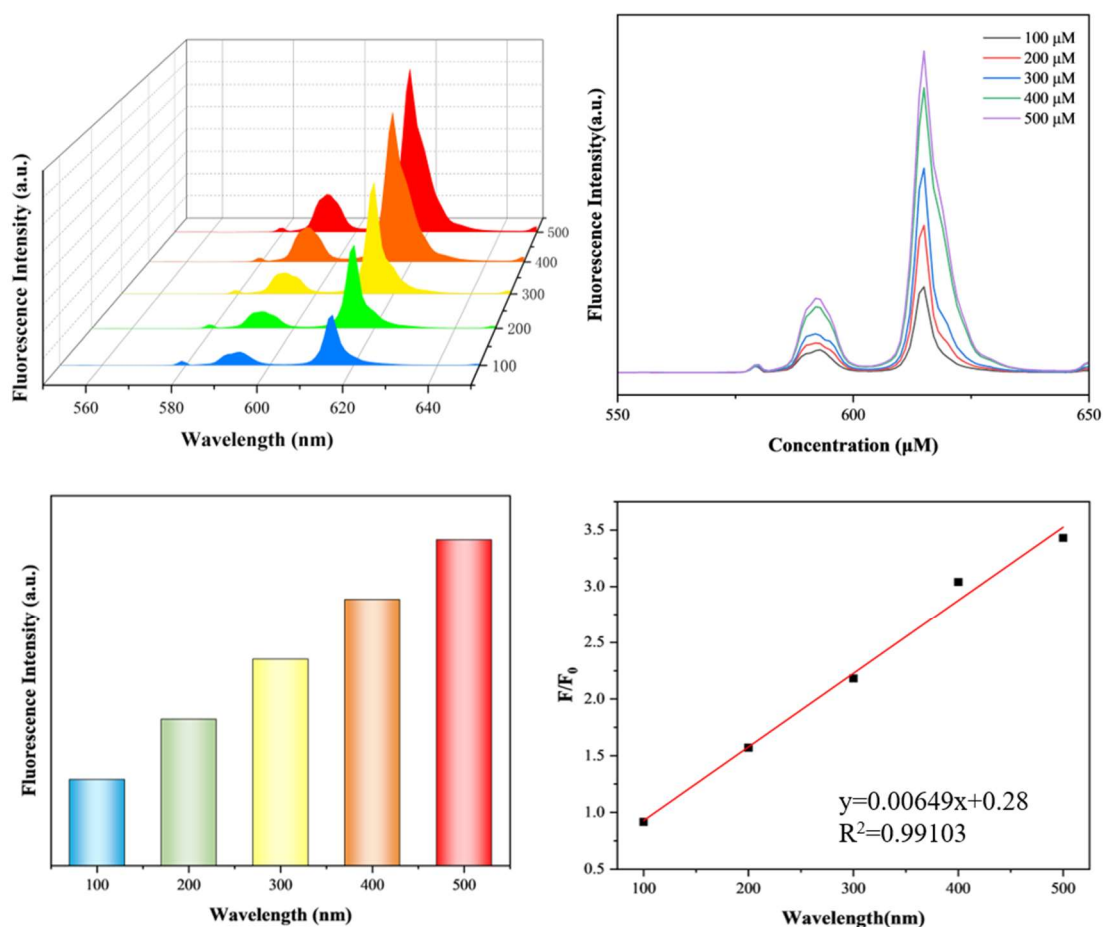 Fluorescence Intensity (a.u.)
500
400
300
200
100
560 580 600 620 640
Wavelength (nm)
Fluorescence Intensity(a.u.)
100 μM
200 μM
300 μM
400 μM
500 μM
550 600 650
Concentration (μM)
Fluorescence Intensity (a.u.)
100 200 300 400 500
Wavelength (nm)
F/F₀
3.5
3.0
2.5
2.0
1.5
1.0
0.5
y=0.00649x+0.28
R²=0.99103
100 200 300 400 500
Wavelength(nm)